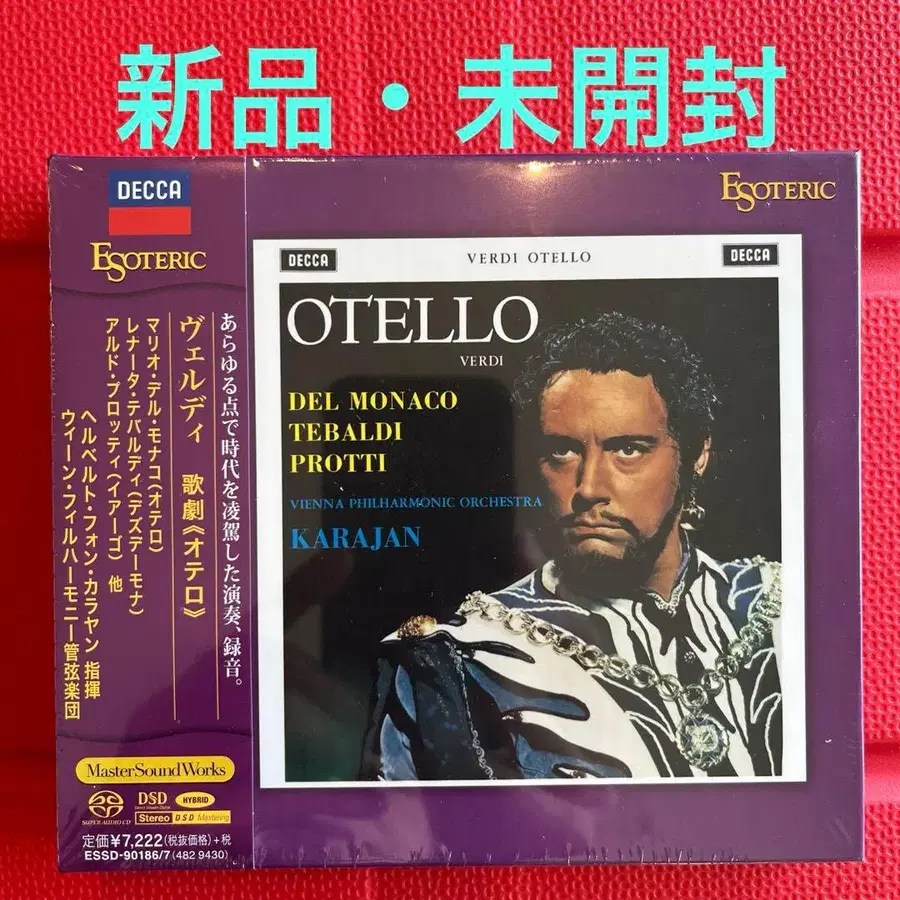 新品・未開封
DECCA
ESOTERIC
あらゆる点で時代を凌駕した演奏、録音。
ヴェルディ 歌劇《オテロ》
マリオ・デル・モナコ(オテロ)
レナータ・テバルディ(デズデーモナ)
アルド・プロッティ(イアーゴ) 他
ヘルベルト・フォン・カラヤン 指揮
ウィーン・フィルハーモニー管弦楽団
MasterSoundWorks
SUPER AUDIO CD
DSD
Direct Stream Digital
HYBRID
Stereo DSD Mastering
定価¥7,222(税抜価格)+税
ESSD-90186/7 (482 9430)
ESOTERIC
DECCA
VERDI OTELLO
DECCA
OTELLO
VERDI
DEL MONACO
TEBALDI
PROTTI
VIENNA PHILHARMONIC ORCHESTRA
KARAJAN